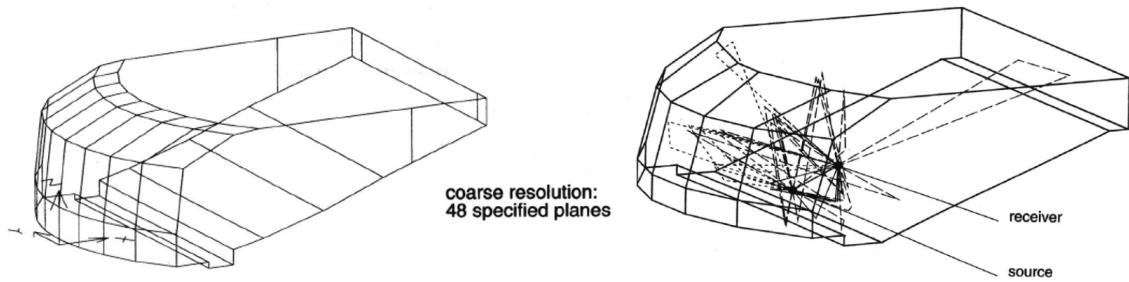 coarse resolution:
48 specified planes
receiver
source